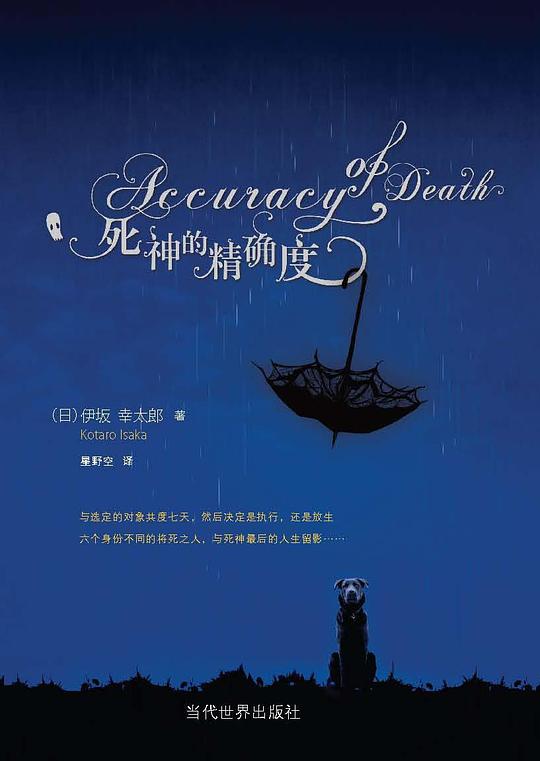 Accuracy of Death
死神的精确度
（日）伊坂 幸太郎 著
Kotaro Isaka
星野空 译
与选定的对象共度七天，然后决定是执行，还是放生
六个身份不同的将死之人，与死神最后的人生留影……
当代世界出版社